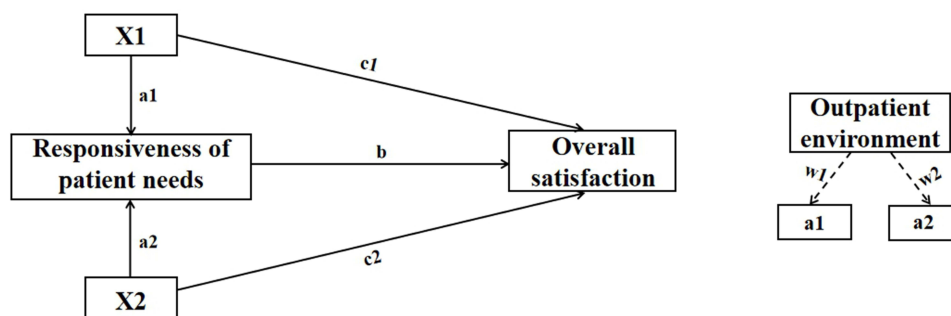 X1
c1
a1
Responsiveness of
patient needs
b
Overall
satisfaction
a2
c2
X2
Outpatient
environment
w1
w2
a1
a2